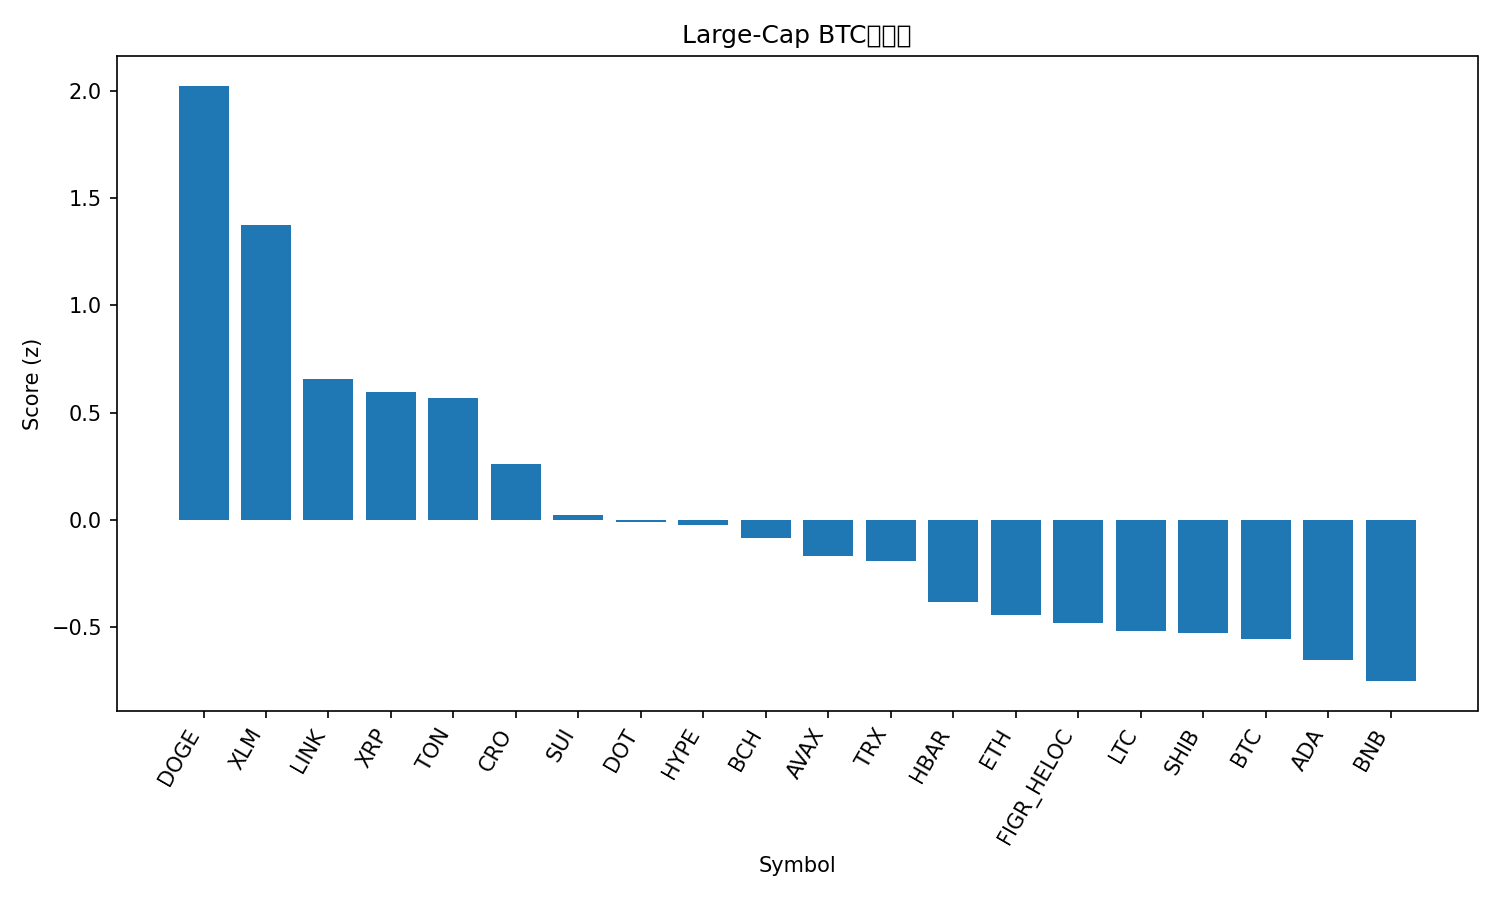 Large-Cap BTC
Score (z)
2.0
1.5
1.0
0.5
0.0
−0.5
DOGE
XLM
LINK
XRP
TON
CRO
SUI
DOT
HYPE
BCH
AVAX
TRX
HBAR
ETH
FIGR_HELOC
LTC
SHIB
BTC
ADA
BNB
Symbol